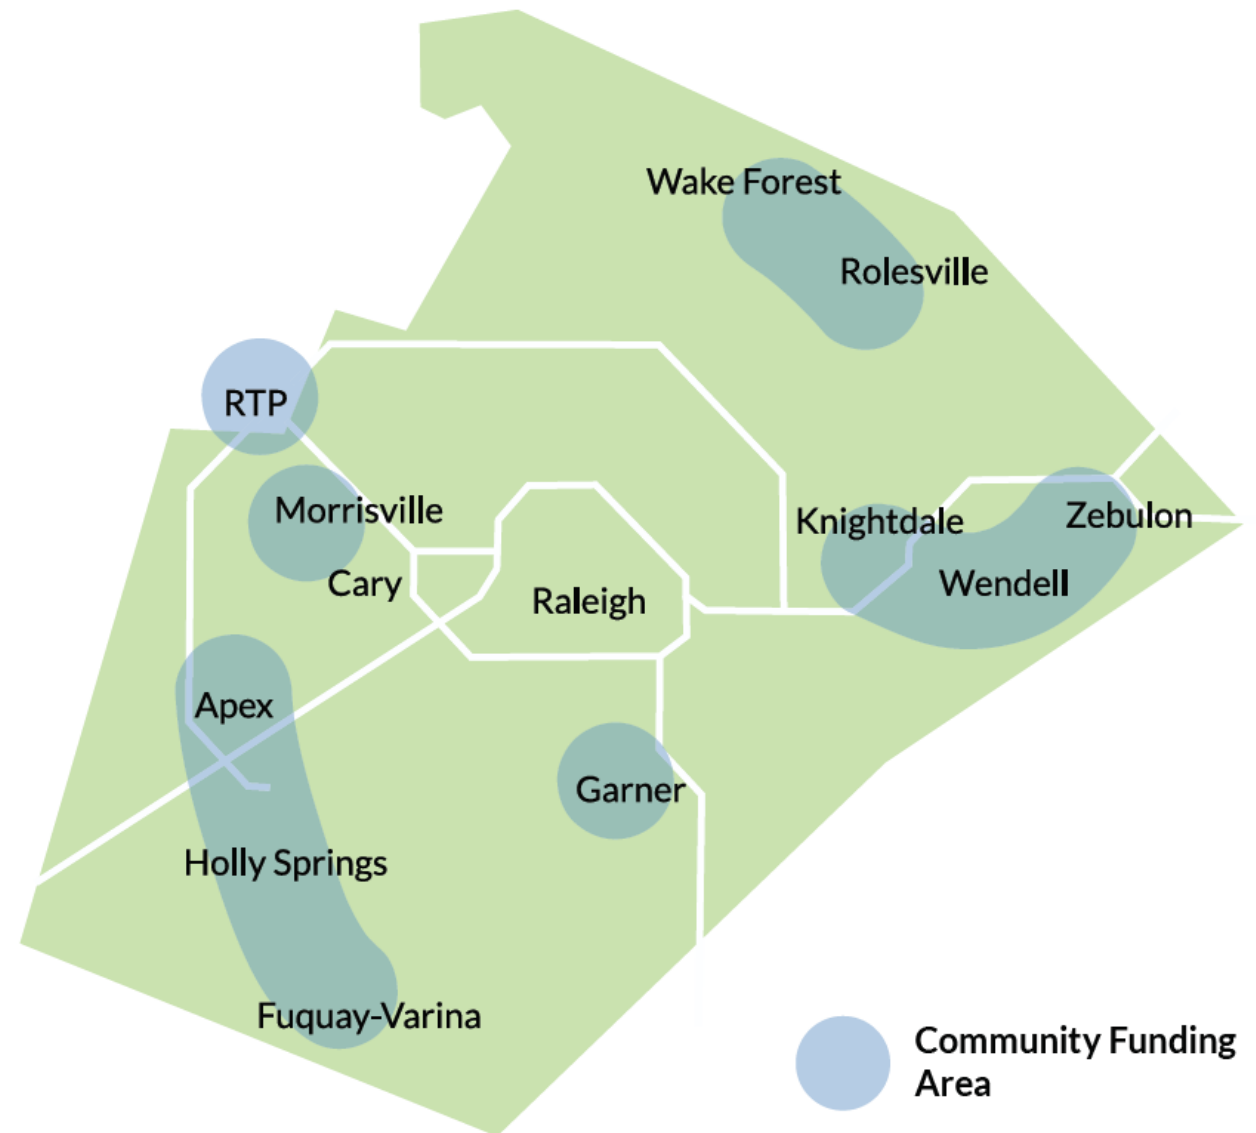 Wake Forest
Rolesville
RTP
Morrisville
Knightdale
Zebulon
Cary
Wendell
Raleigh
Apex
Garner
Holly Springs
Fuquay-Varina
Community Funding
Area